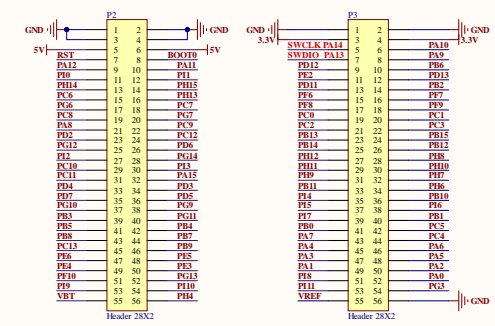 P2
GND 1 2 GND
3 4
5V 5 6 5V
RST 7 8 BOOT0
PA12 9 10 PA11
PI0 11 12 PI1
PH14 13 14 PH15
PC6 15 16 PH13
PG6 17 18 PC7
PC8 19 20 PG7
PA8 21 22 PC9
PD2 23 24 PC12
PG12 25 26 PD6
PI2 27 28 PG14
PC10 29 30 PI3
PC11 31 32 PA15
PD4 33 34 PD3
PD7 35 36 PD5
PG10 37 38 PG9
PB3 39 40 PG11
PB5 41 42 PB4
PB8 43 44 PB7
PC13 45 46 PB9
PE6 47 48 PE5
PE4 49 50 PE3
PF10 51 52 PG13
PI9 53 54 PI10
VBT 55 56 PH4
Header 28X2
P3
GND 1 2 GND
3.3V 3 4 3.3V
SWCLK PA14 5 6 PA10
SWDIO PA13 7 8 PA9
PD12 9 10 PB6
PE2 11 12 PD13
PD11 13 14 PB2
PF6 15 16 PF7
PF8 17 18 PF9
PC0 19 20 PC1
PC2 21 22 PC3
PB13 23 24 PB15
PB14 25 26 PB12
PH12 27 28 PH8
PH11 29 30 PH10
PH9 31 32 PH7
PB11 33 34 PH6
PI4 35 36 PB10
PI5 37 38 PI6
PI7 39 40 PB1
PB0 41 42 PC5
PA7 43 44 PC4
PA4 45 46 PA6
PA3 47 48 PA5
PA1 49 50 PA2
PI8 51 52 PA0
PI11 53 54 PG3
VREF 55 56 GND
Header 28X2